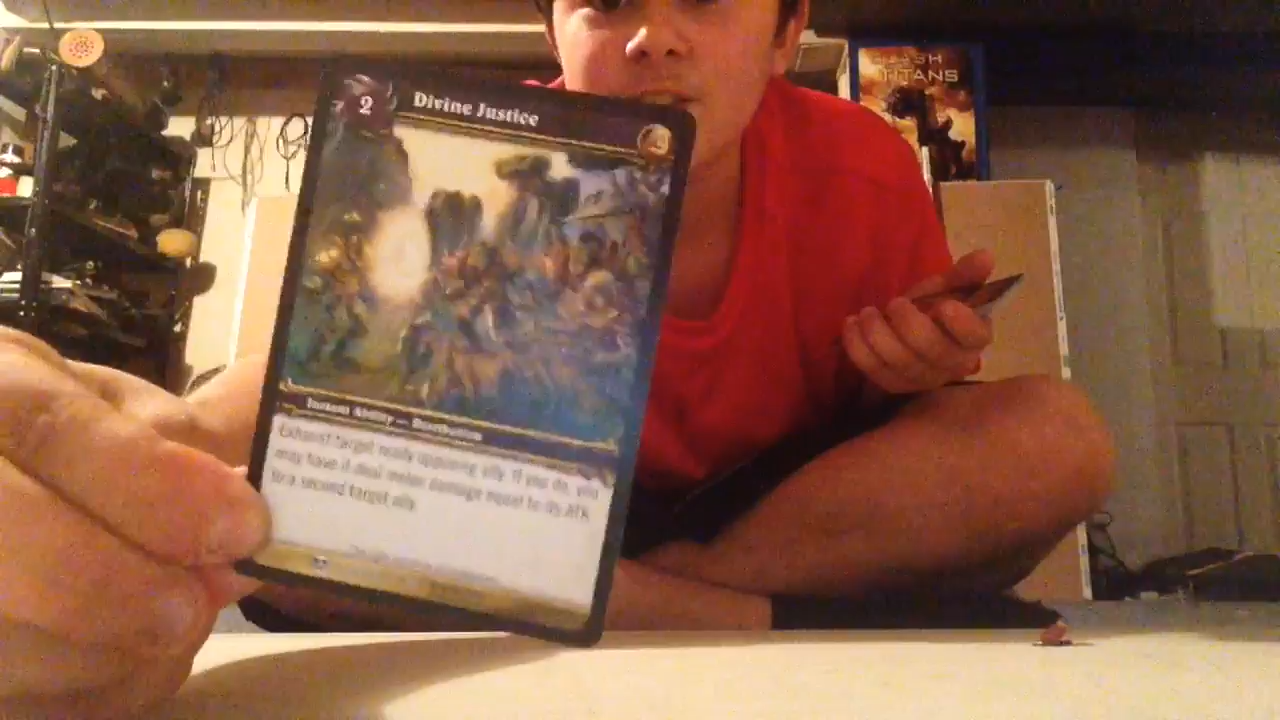 2
Divine Justice
CLASH
TITANS
Instant Ability — Retribution
Exhaust target ready opposing ally. If you do, you
may have it deal melee damage equal to its ATK
to a second target ally.